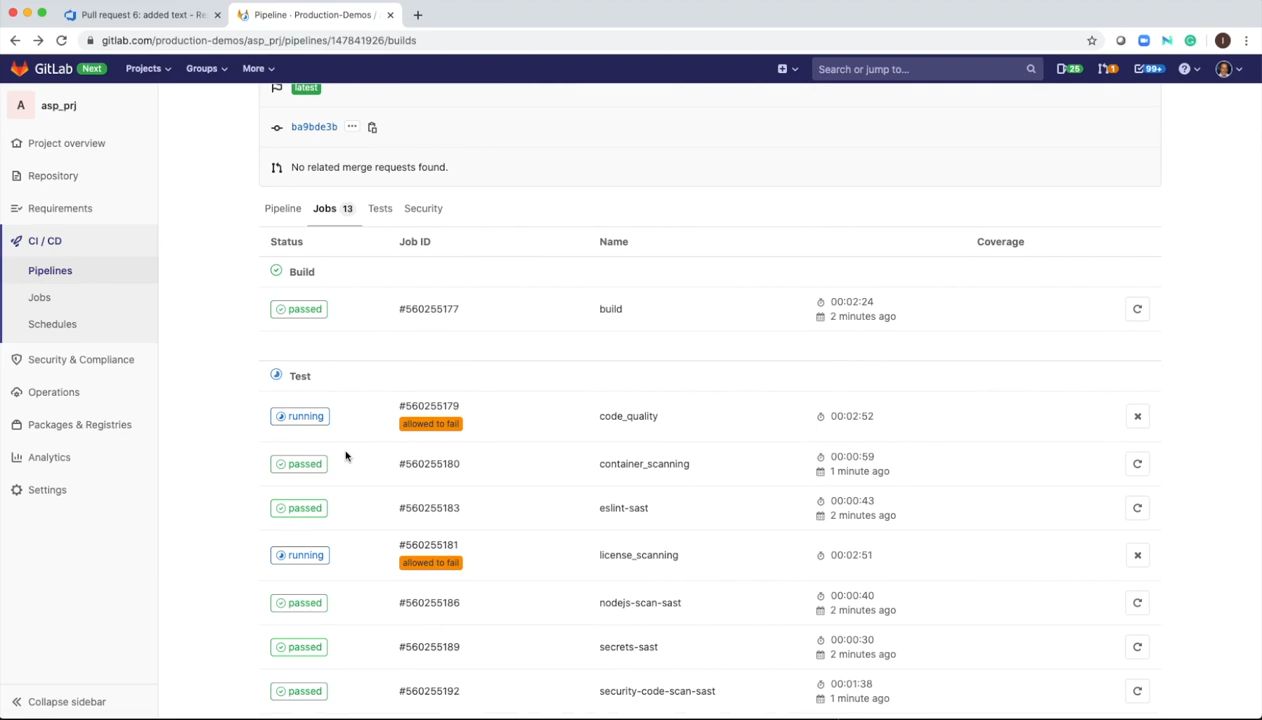 Pull request 6: added text - Re
Pipeline · Production-Demos /
gitlab.com/production-demos/asp_prj/pipelines/147841926/builds
I
GitLab Next Projects Groups More Search or jump to... 25 1 99+
A asp_prj
Project overview
Repository
Requirements
CI / CD
Pipelines
Jobs
Schedules
Security & Compliance
Operations
Packages & Registries
Analytics
Settings
Collapse sidebar
latest
ba9bde3b
No related merge requests found.
Pipeline Jobs 13 Tests Security
Status Job ID Name Coverage
Build
passed #560255177 build 00:02:24
2 minutes ago
Test
running #560255179 code_quality 00:02:52
allowed to fail
passed #560255180 container_scanning 00:00:59
1 minute ago
passed #560255183 eslint-sast 00:00:43
2 minutes ago
running #560255181 license_scanning 00:02:51
allowed to fail
passed #560255186 nodejs-scan-sast 00:00:40
2 minutes ago
passed #560255189 secrets-sast 00:00:30
2 minutes ago
passed #560255192 security-code-scan-sast 00:01:38
1 minute ago